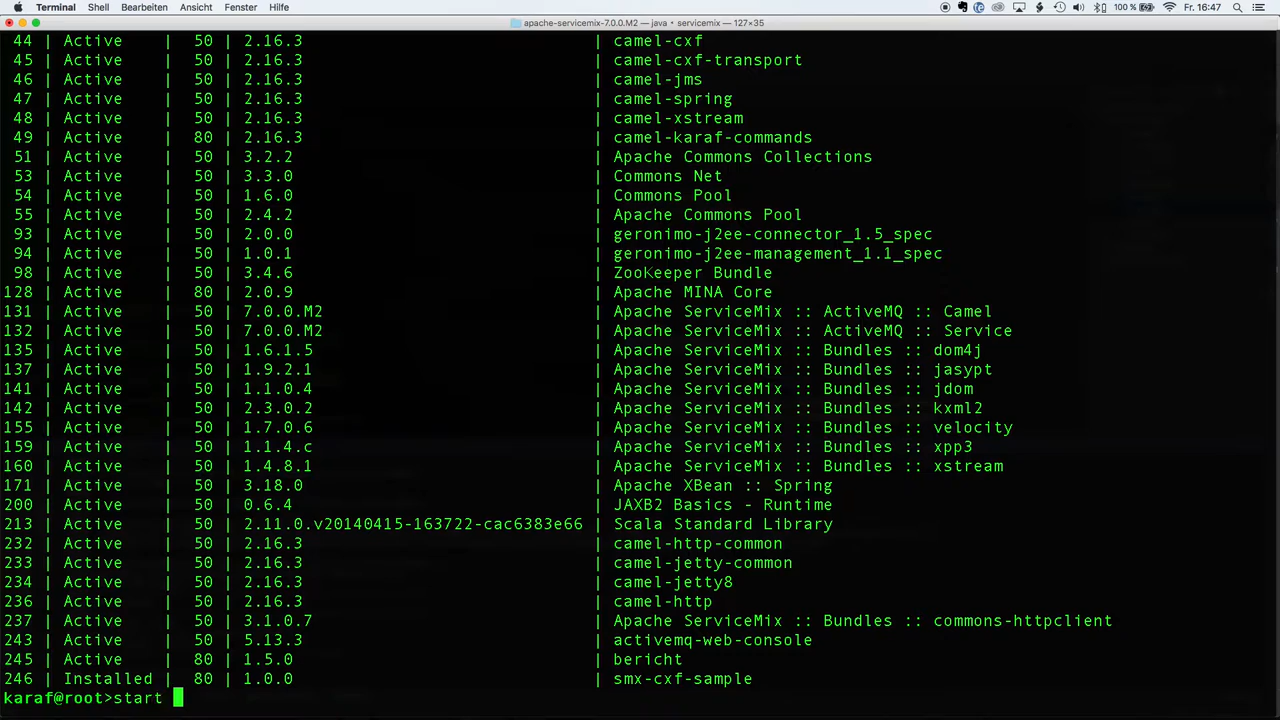 Terminal Shell Bearbeiten Ansicht Fenster Hilfe 100 % Fr. 16:47
apache-servicemix-7.0.0.M2 — java ‹ servicemix — 127×35
44 | Active | 50 | 2.16.3 | camel-cxf
45 | Active | 50 | 2.16.3 | camel-cxf-transport
46 | Active | 50 | 2.16.3 | camel-jms
47 | Active | 50 | 2.16.3 | camel-spring
48 | Active | 50 | 2.16.3 | camel-xstream
49 | Active | 80 | 2.16.3 | camel-karaf-commands
51 | Active | 50 | 3.2.2 | Apache Commons Collections
53 | Active | 50 | 3.3.0 | Commons Net
54 | Active | 50 | 1.6.0 | Commons Pool
55 | Active | 50 | 2.4.2 | Apache Commons Pool
93 | Active | 50 | 2.0.0 | geronimo-j2ee-connector_1.5_spec
94 | Active | 50 | 1.0.1 | geronimo-j2ee-management_1.1_spec
98 | Active | 50 | 3.4.6 | ZooKeeper Bundle
128 | Active | 80 | 2.0.9 | Apache MINA Core
131 | Active | 50 | 7.0.0.M2 | Apache ServiceMix :: ActiveMQ :: Camel
132 | Active | 50 | 7.0.0.M2 | Apache ServiceMix :: ActiveMQ :: Service
135 | Active | 50 | 1.6.1.5 | Apache ServiceMix :: Bundles :: dom4j
137 | Active | 50 | 1.9.2.1 | Apache ServiceMix :: Bundles :: jasypt
141 | Active | 50 | 1.1.0.4 | Apache ServiceMix :: Bundles :: jdom
142 | Active | 50 | 2.3.0.2 | Apache ServiceMix :: Bundles :: kxml2
155 | Active | 50 | 1.7.0.6 | Apache ServiceMix :: Bundles :: velocity
159 | Active | 50 | 1.1.4.c | Apache ServiceMix :: Bundles :: xpp3
160 | Active | 50 | 1.4.8.1 | Apache ServiceMix :: Bundles :: xstream
171 | Active | 50 | 3.18.0 | Apache XBean :: Spring
200 | Active | 50 | 0.6.4 | JAXB2 Basics - Runtime
213 | Active | 50 | 2.11.0.v20140415-163722-cac6383e66 | Scala Standard Library
232 | Active | 50 | 2.16.3 | camel-http-common
233 | Active | 50 | 2.16.3 | camel-jetty-common
234 | Active | 50 | 2.16.3 | camel-jetty8
236 | Active | 50 | 2.16.3 | camel-http
237 | Active | 50 | 3.1.0.7 | Apache ServiceMix :: Bundles :: commons-httpclient
243 | Active | 50 | 5.13.3 | activemq-web-console
245 | Active | 80 | 1.5.0 | bericht
246 | Installed | 80 | 1.0.0 | smx-cxf-sample
karaf@root>start